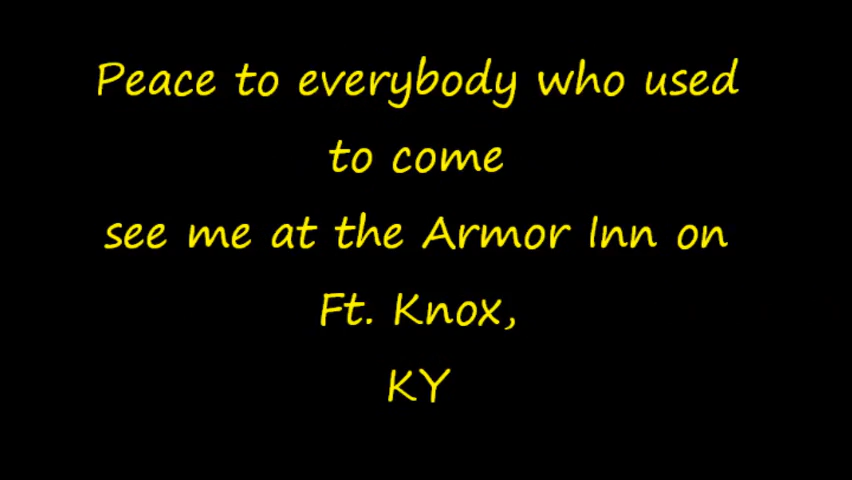 Peace to everybody who used
to come
see me at the Armor Inn on
Ft. Knox,
KY